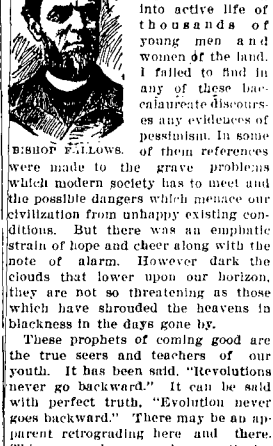 into active life of
thousands of
young men and
women of the land.
I failed to find in
any of these bac-
calaureate discours-
es any evidences of
pessimism. In some
BISHOP FALLOWS. of them references
were made to the grave problems
which modern society has to meet and
the possible dangers which menace our
civilization from unhappy existing con-
ditions. But there was an emphatic
strain of hope and cheer along with the
note of alarm. However dark the
clouds that lower upon our horizon,
they are not so threatening as those
which have shrouded the heavens in
blackness in the days gone by.
These prophets of coming good are
the true seers and teachers of our
youth. It has been said, "Revolutions
never go backward." It can be said
with perfect truth, "Evolution never
goes backward." There may be an ap-
parent retrograding here and there